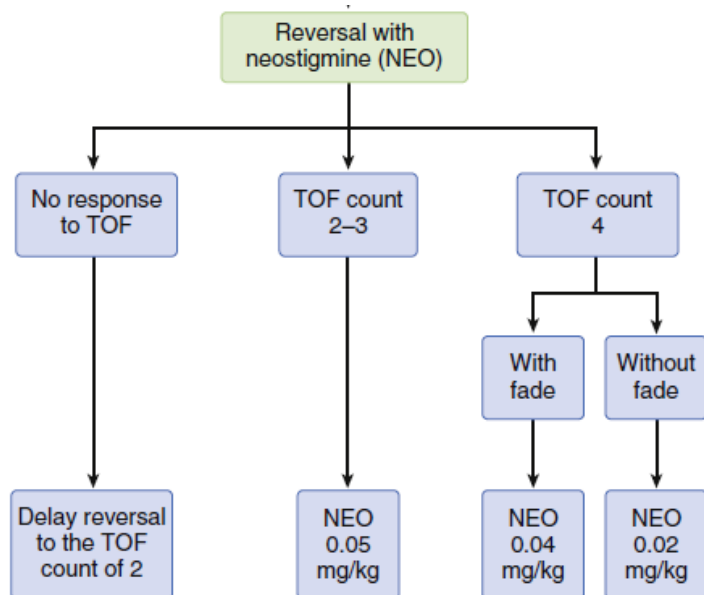 Reversal with
neostigmine (NEO)
No response
to TOF
TOF count
2–3
TOF count
4
With
fade
Without
fade
Delay reversal
to the TOF
count of 2
NEO
0.05
mg/kg
NEO
0.04
mg/kg
NEO
0.02
mg/kg